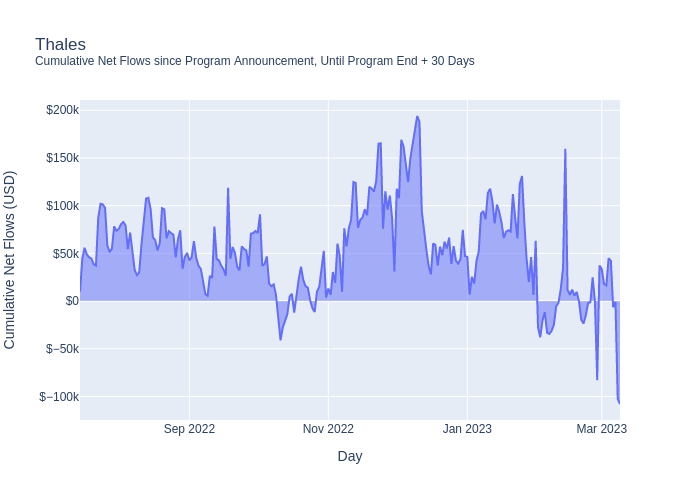 Thales
Cumulative Net Flows since Program Announcement, Until Program End + 30 Days
Cumulative Net Flows (USD)
$200k
$150k
$100k
$50k
$0
$−50k
$−100k
Sep 2022
Nov 2022
Jan 2023
Mar 2023
Day